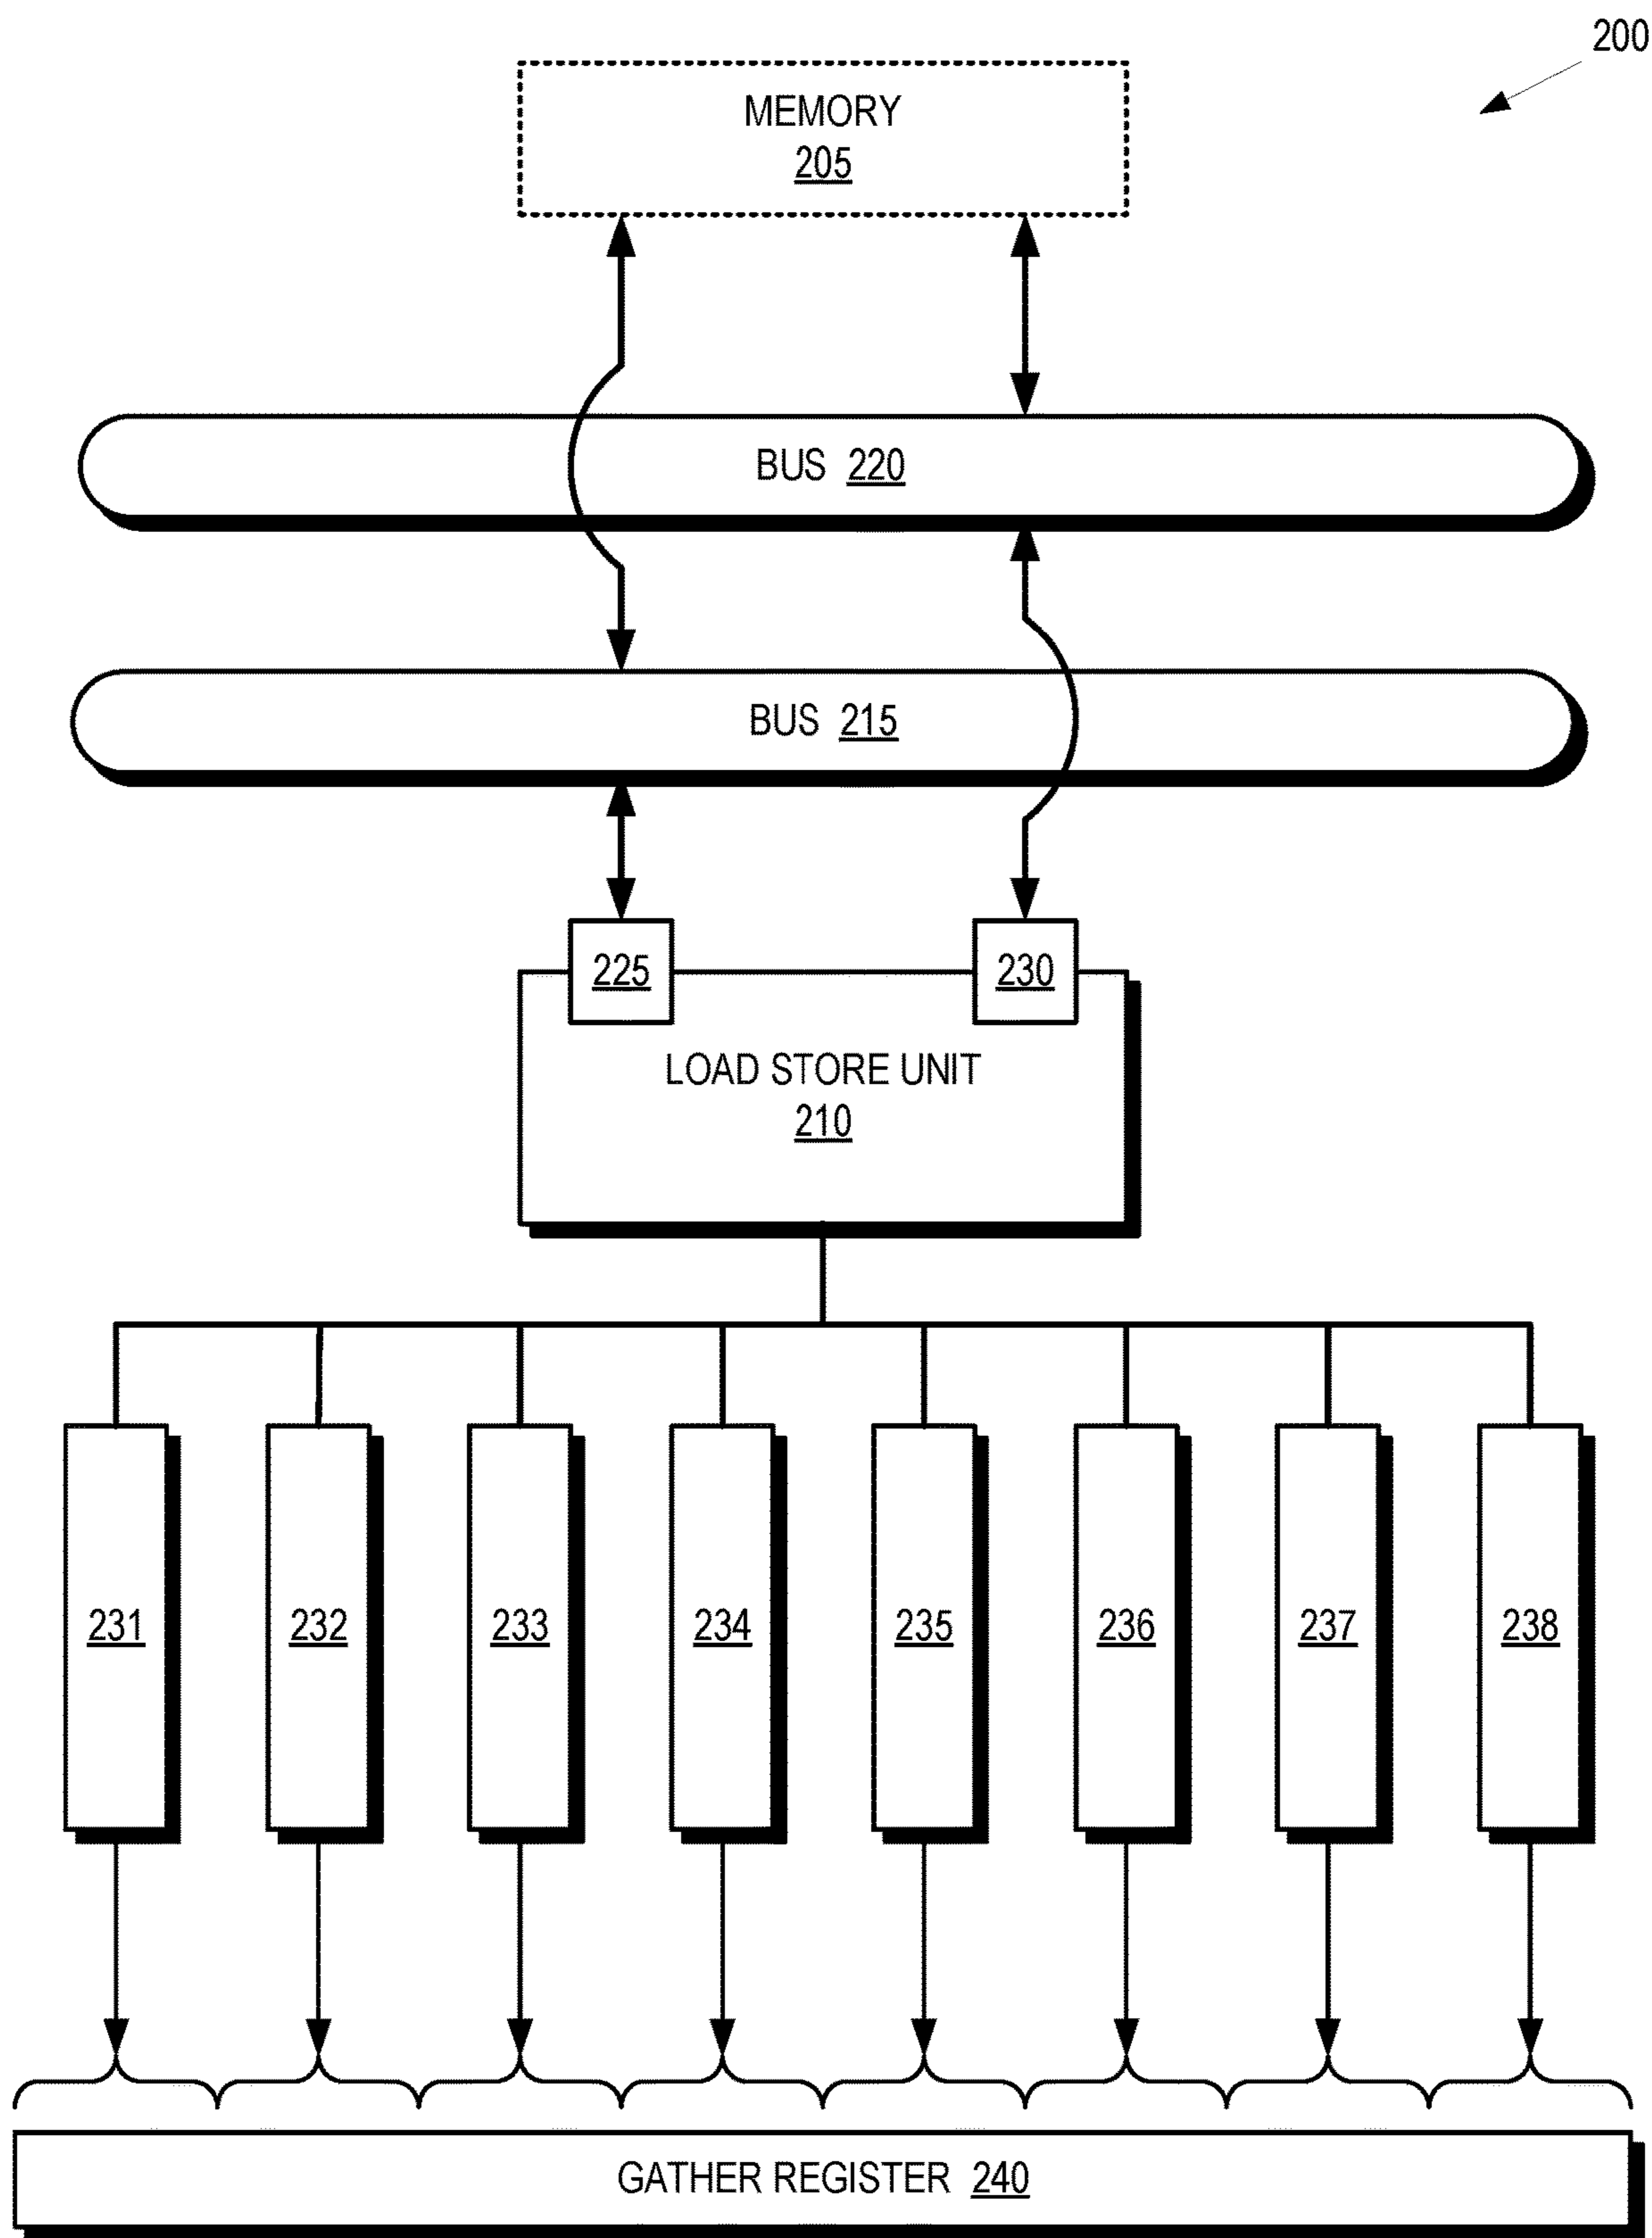 200
MEMORY
205
BUS 220
BUS 215
225 230
LOAD STORE UNIT
210
231 232 233 234 235 236 237 238
GATHER REGISTER 240